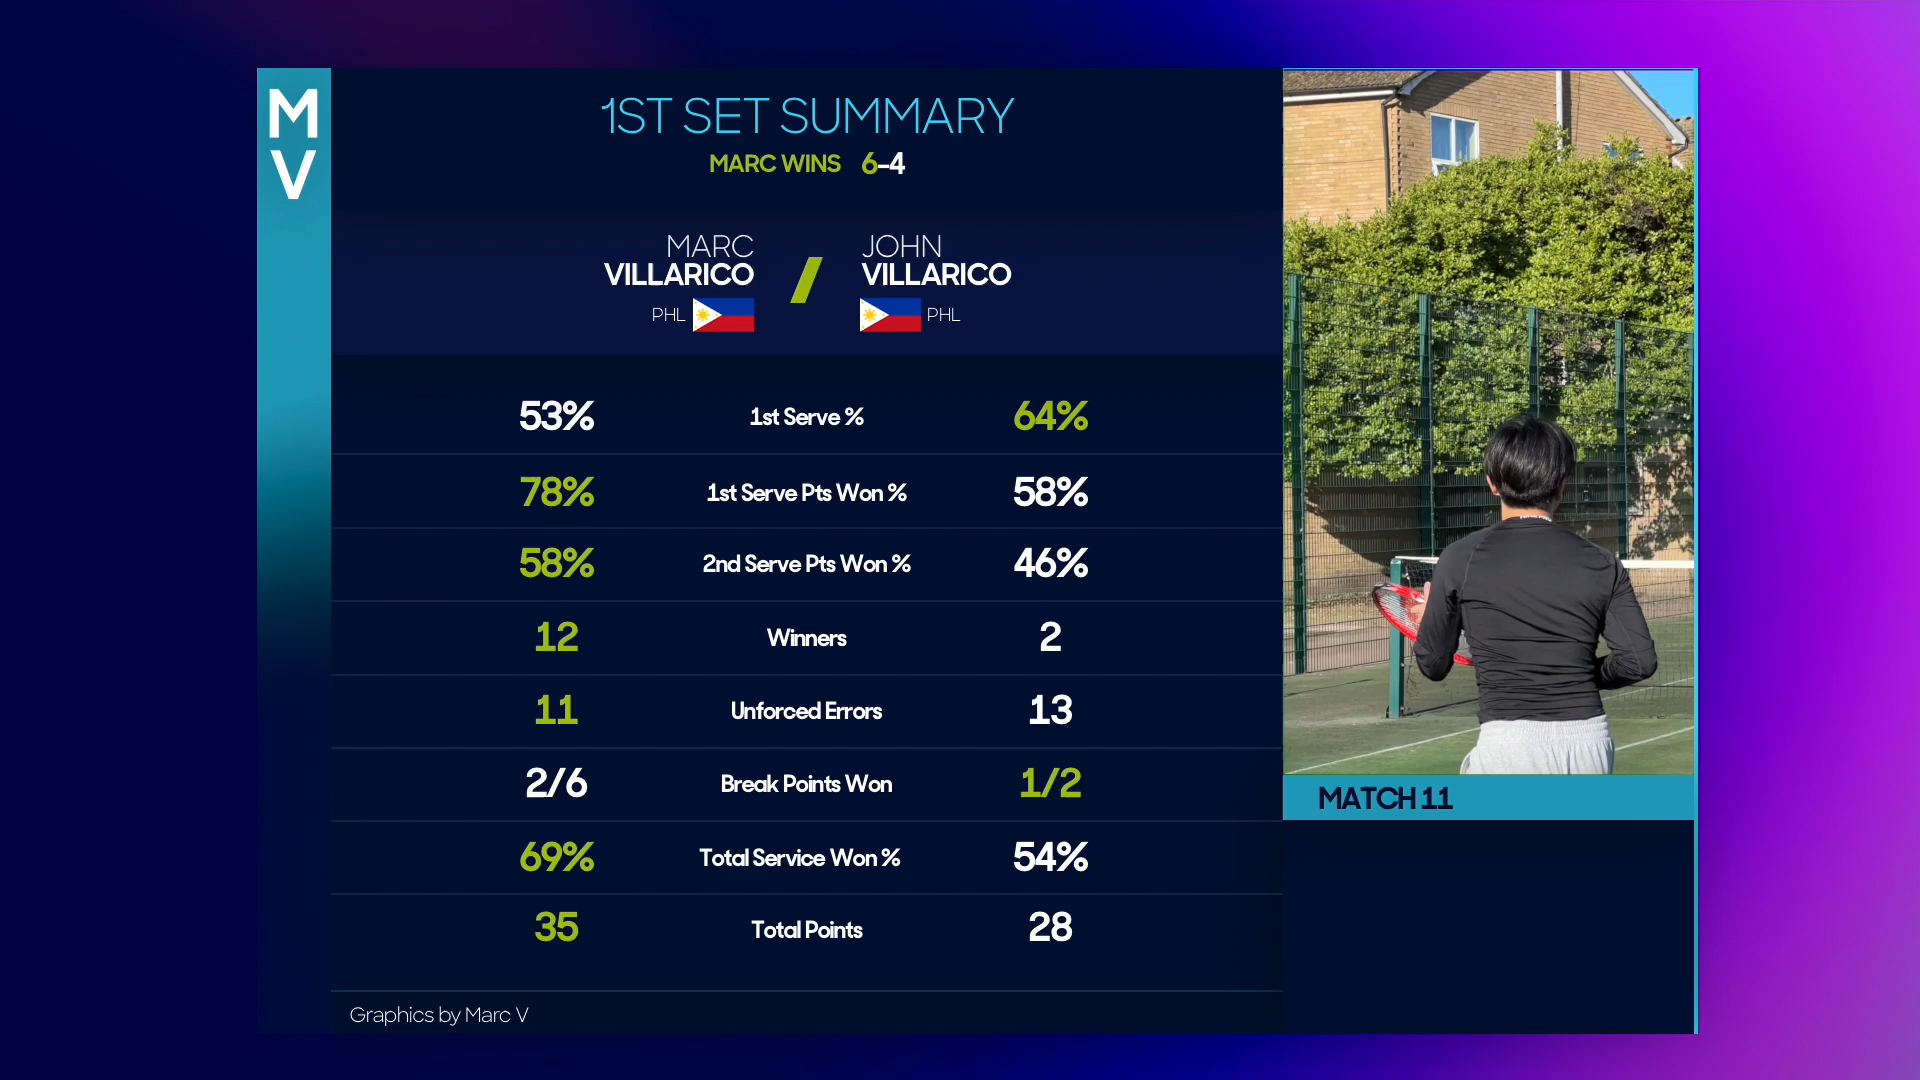 M
V
1ST SET SUMMARY
MARC WINS 6-4
MARC
VILLARICO
PHL
JOHN
VILLARICO
PHL
53% 1st Serve % 64%
78% 1st Serve Pts Won % 58%
58% 2nd Serve Pts Won % 46%
12 Winners 2
11 Unforced Errors 13
2/6 Break Points Won 1/2
69% Total Service Won % 54%
35 Total Points 28
Graphics by Marc V
MATCH 11